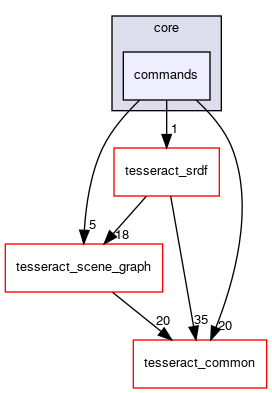 core
commands
1
tesseract_srdf
5
18
tesseract_scene_graph
20
35
20
tesseract_common